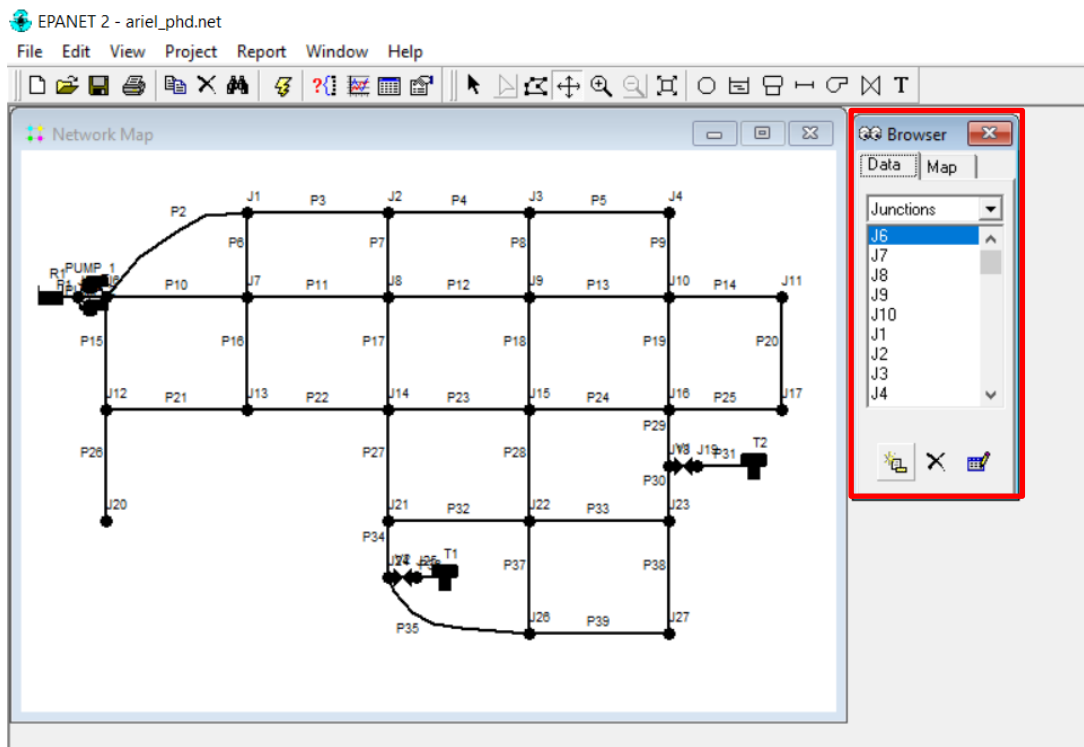 EPANET 2 - ariel_phd.net
File Edit View Project Report Window Help
T
Network Map
Browser
Data Map
Junctions
J6
J7
J8
J9
J10
J1
J2
J3
J4
J1 J2 J3 J4
P2 P3 P4 P5
P6 P7 P8 P9
R1 PUMP_1
P10 J7 P11 J8 P12 J9 P13 J10 P14 J11
P15 P16 P17 P18 P19 P20
J12 P21 J13 P22 J14 P23 J15 P24 J16 P25 J17
P29
P26 P27 P28 J19 P31 T2
P30
J20 J21 P32 J22 P33 J23
P34
T1 P37 P38
P35 J26 P39 J27